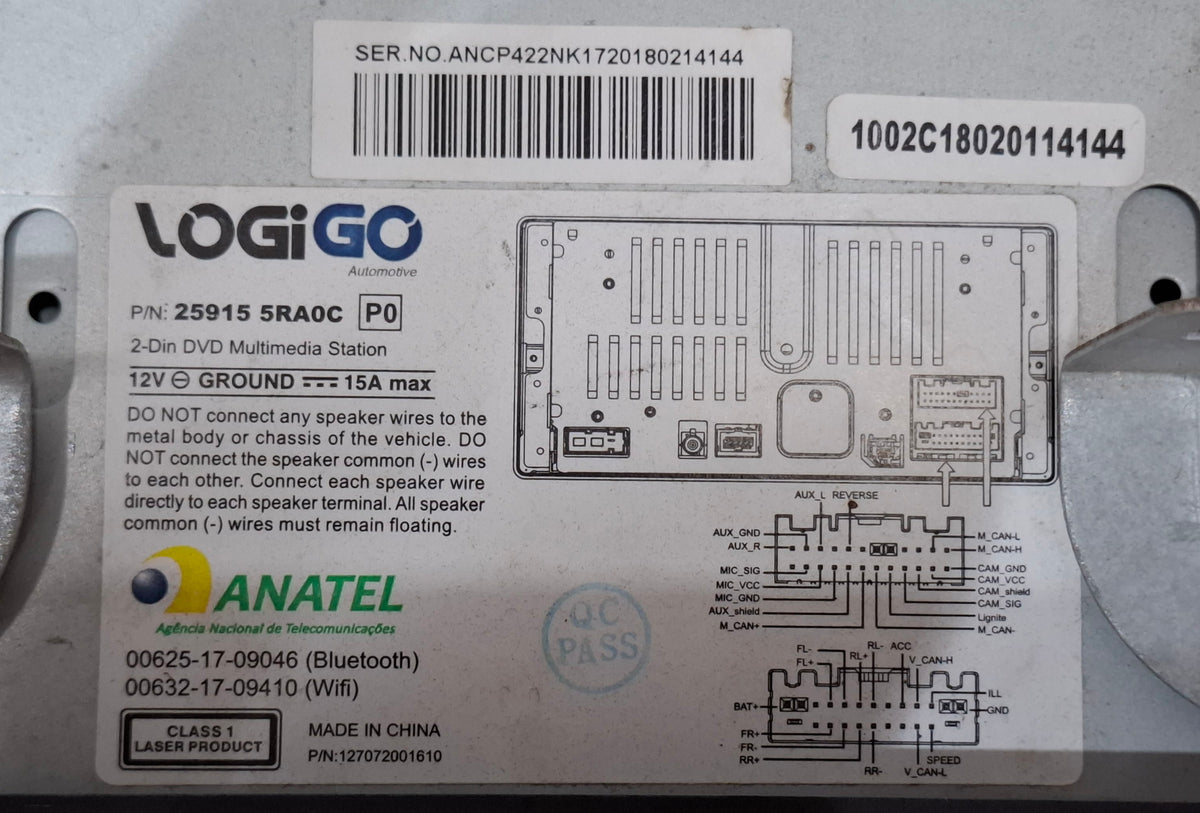 SER.NO.ANCP422NK1720180214144
1002C18020114144
LOGiGO
Automotive
P/N: 25915 5RA0C P0
2-Din DVD Multimedia Station
12V ⊖ GROUND ⎓ 15A max
DO NOT connect any speaker wires to the
metal body or chassis of the vehicle. DO
NOT connect the speaker common (-) wires
to each other. Connect each speaker wire
directly to each speaker terminal. All speaker
common (-) wires must remain floating.
ANATEL
Agência Nacional de Telecomunicações
00625-17-09046 (Bluetooth)
00632-17-09410 (Wifi)
CLASS 1
LASER PRODUCT
MADE IN CHINA
P/N:127072001610
QC
PASS
AUX_L REVERSE
AUX_GND
AUX_R
MIC_SIG
MIC_VCC
MIC_GND
AUX_shield
M_CAN+
M_CAN-L
M_CAN-H
CAM_GND
CAM_VCC
CAM_shield
CAM_SIG
Lignite
M_CAN-
FL-
FL+
RL+
RL-
ACC
V_CAN-H
BAT+
ILL
GND
FR+
FR-
RR+
RR-
V_CAN-L
SPEED